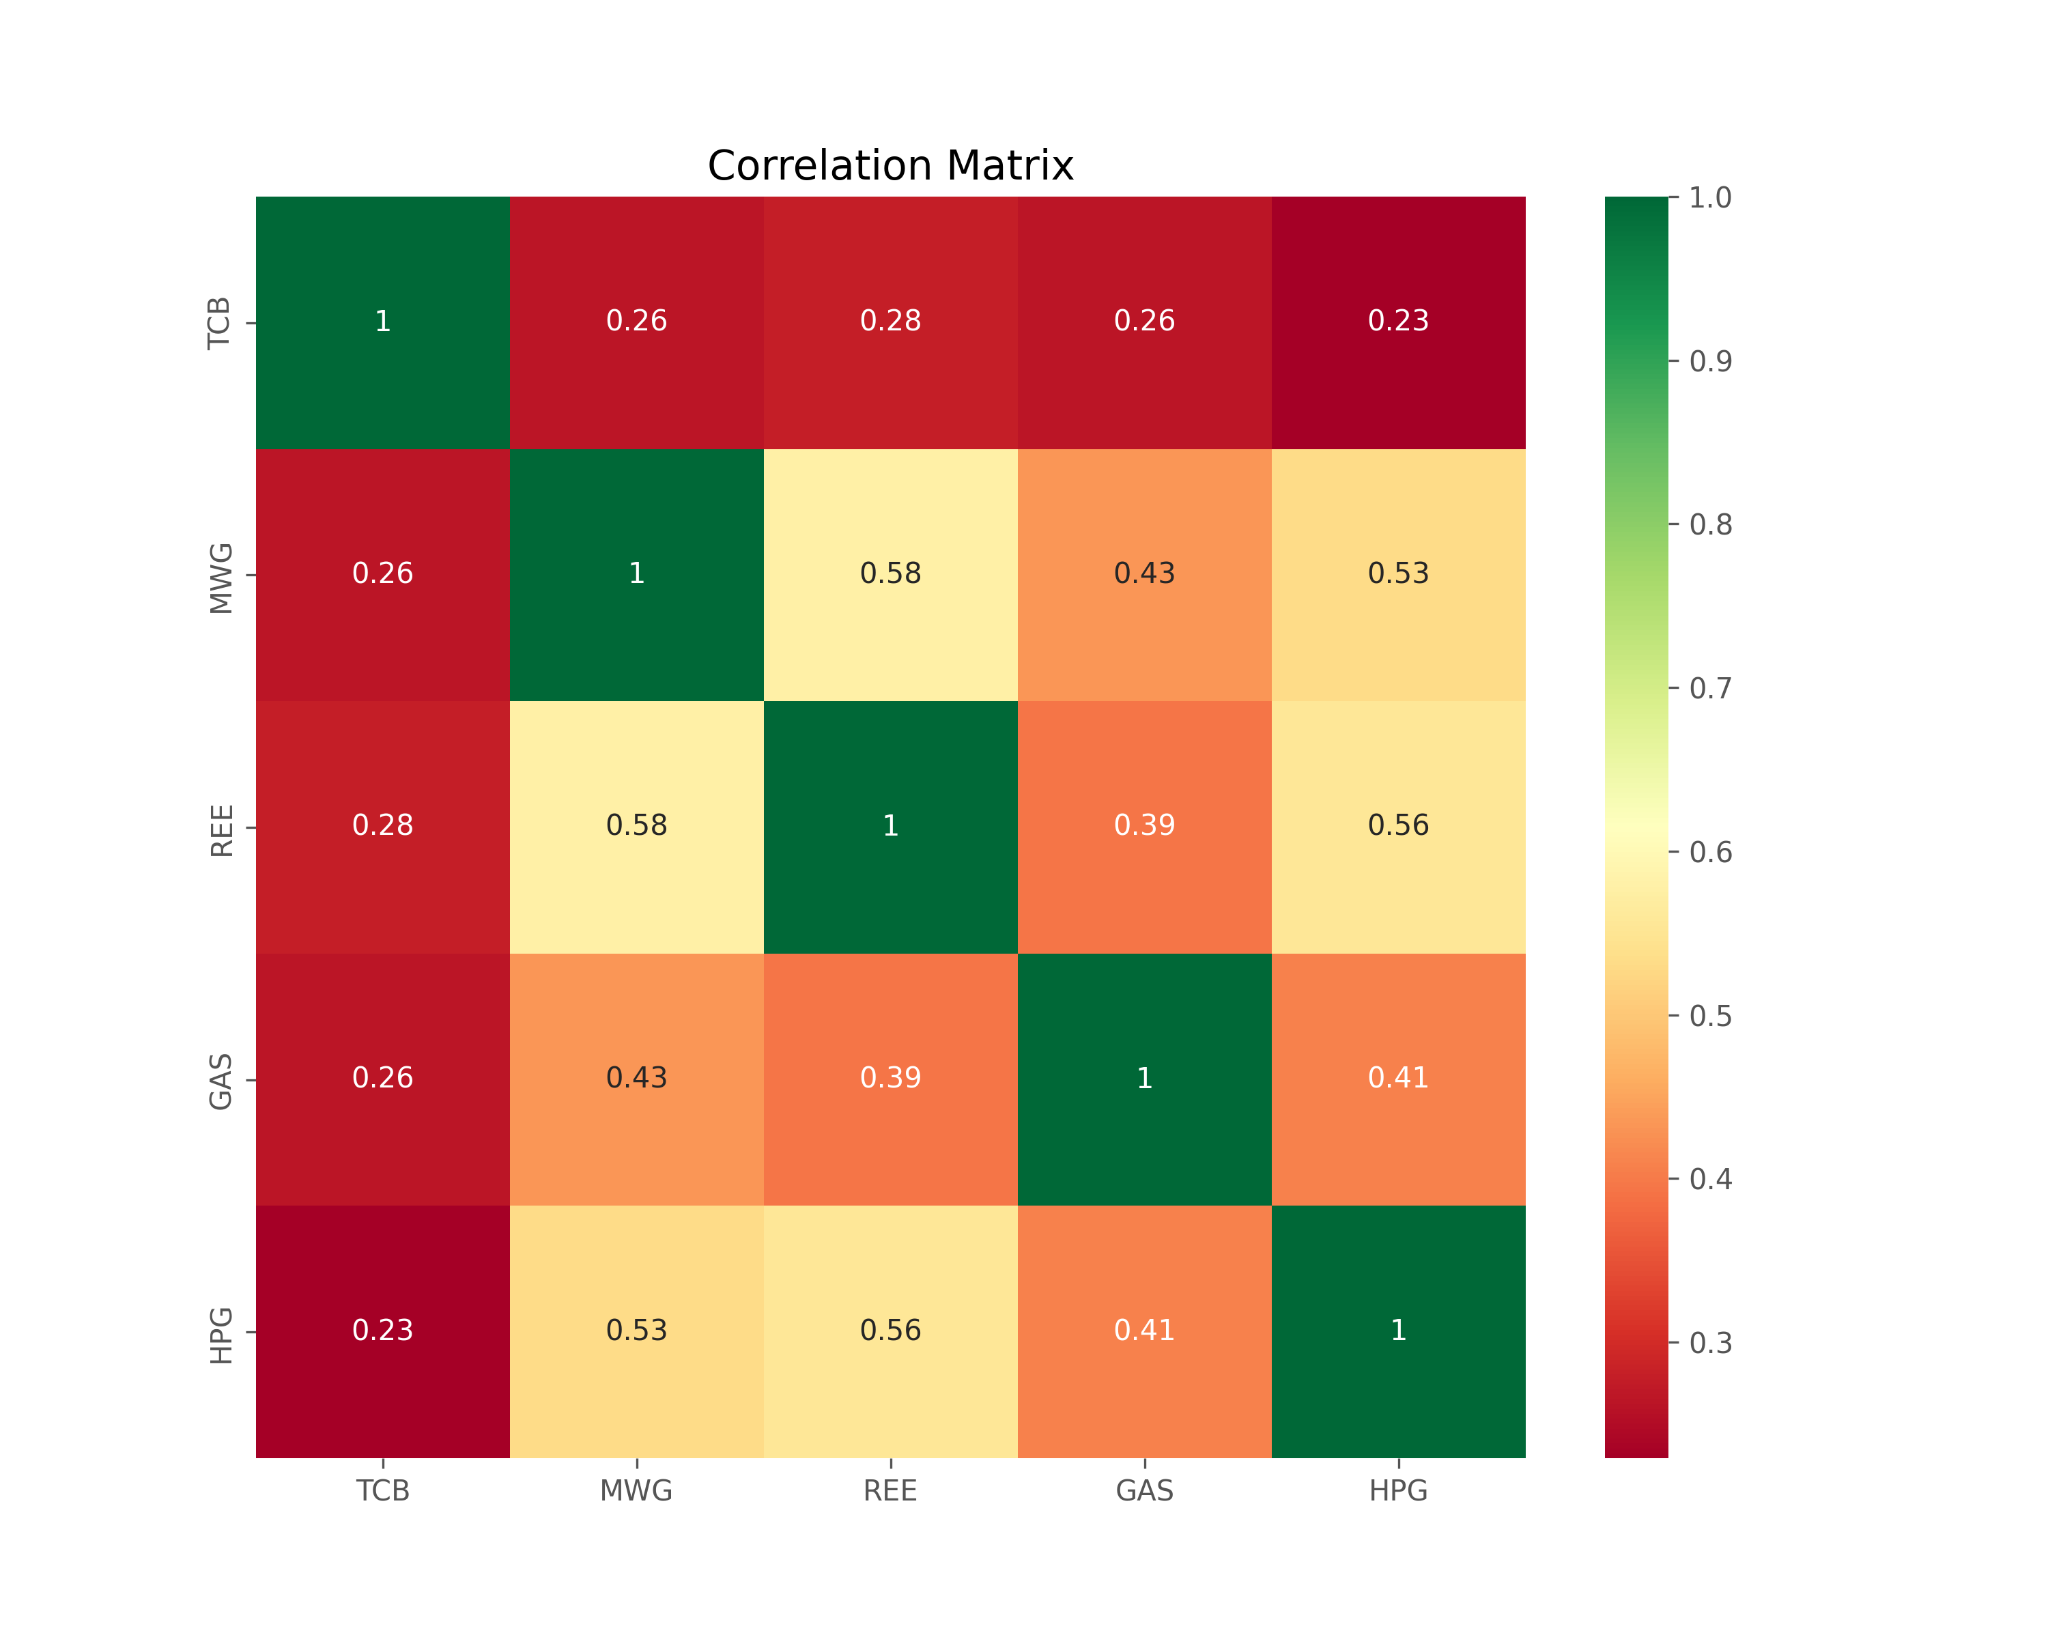 Correlation Matrix
1.0
TCB 1 0.26 0.28 0.26 0.23
0.9
0.8
MWG 0.26 1 0.58 0.43 0.53
0.7
REE 0.28 0.58 1 0.39 0.56
0.6
0.5
GAS 0.26 0.43 0.39 1 0.41
0.4
HPG 0.23 0.53 0.56 0.41 1
0.3
TCB MWG REE GAS HPG